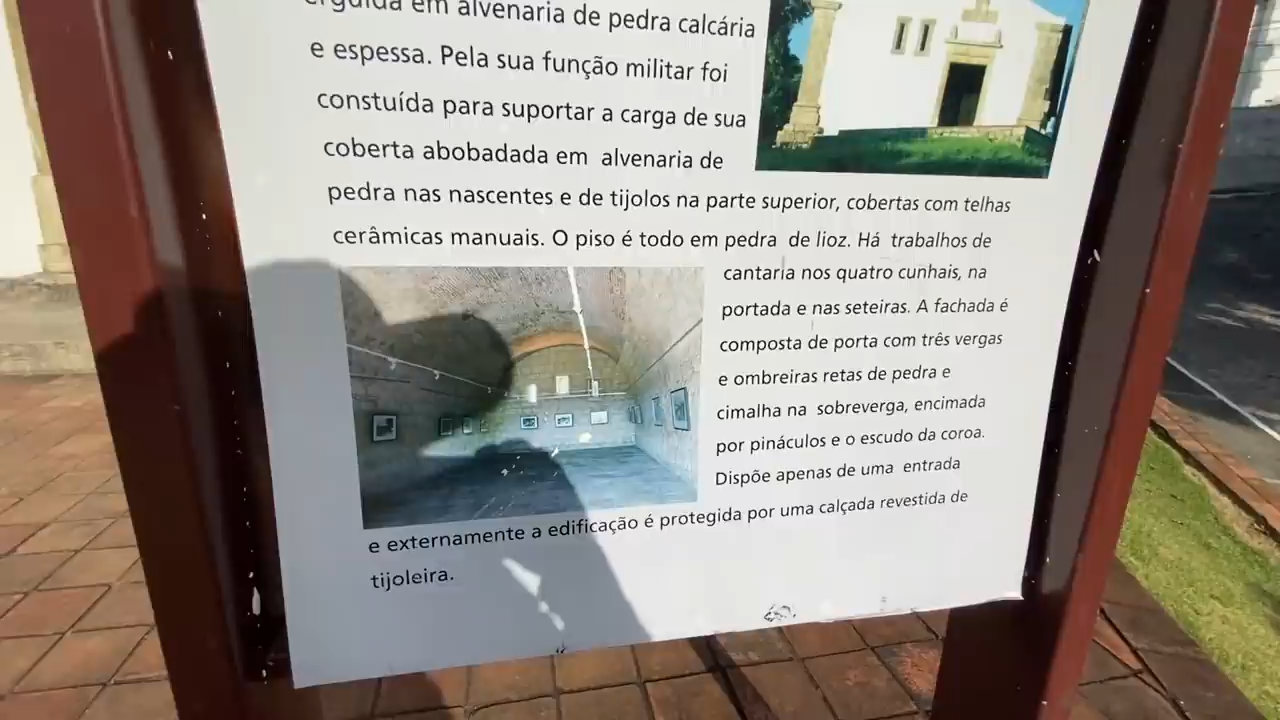 erguida em alvenaria de pedra calcária
e espessa. Pela sua função militar foi
constuída para suportar a carga de sua
coberta abobadada em alvenaria de
pedra nas nascentes e de tijolos na parte superior, cobertas com telhas
cerâmicas manuais. O piso é todo em pedra de lioz. Há trabalhos de
cantaria nos quatro cunhais, na
portada e nas seteiras. A fachada é
composta de porta com três vergas
e ombreiras retas de pedra e
cimalha na sobreverga, encimada
por pináculos e o escudo da coroa.
Dispõe apenas de uma entrada
e externamente a edificação é protegida por uma calçada revestida de
tijoleira.